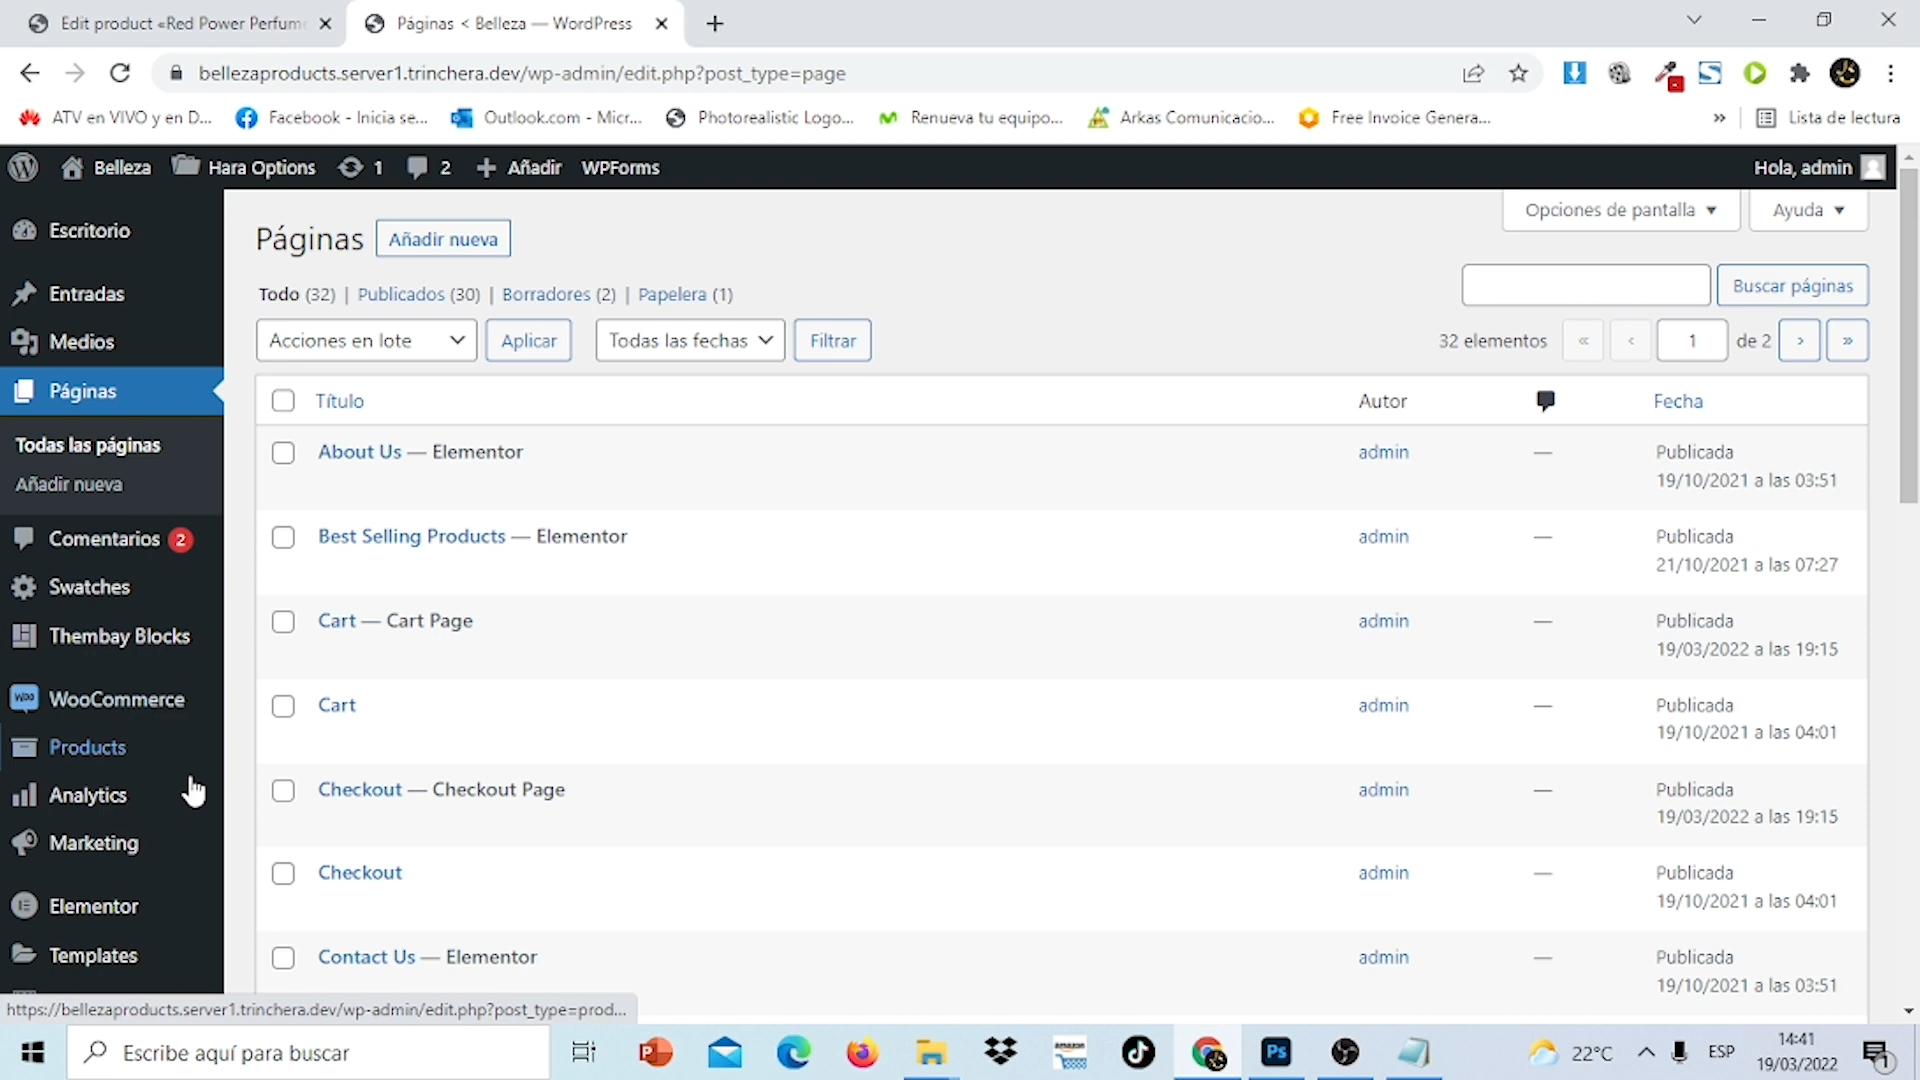 Edit product «Red Power Perfum
Páginas < Belleza — WordPress
bellezaproducts.server1.trinchera.dev/wp-admin/edit.php?post_type=page
ATV en VIVO y en D...
Facebook - Inicia se...
Outlook.com - Micr...
Photorealistic Logo...
Renueva tu equipo...
Arkas Comunicacio...
Free Invoice Genera...
»
Lista de lectura
Belleza
Hara Options
1
2
Añadir
WPForms
Hola, admin
Escritorio
Entradas
Medios
Páginas
Todas las páginas
Añadir nueva
Comentarios 2
Swatches
Thembay Blocks
WooCommerce
Products
Analytics
Marketing
Elementor
Templates
Opciones de pantalla ▼
Ayuda ▼
Páginas
Añadir nueva
Todo (32) | Publicados (30) | Borradores (2) | Papelera (1)
Buscar páginas
Acciones en lote
Aplicar
Todas las fechas
Filtrar
32 elementos « ‹ 1 de 2 › »
Título Autor Fecha
About Us — Elementor admin — Publicada
19/10/2021 a las 03:51
Best Selling Products — Elementor admin — Publicada
21/10/2021 a las 07:27
Cart — Cart Page admin — Publicada
19/03/2022 a las 19:15
Cart admin — Publicada
19/10/2021 a las 04:01
Checkout — Checkout Page admin — Publicada
19/03/2022 a las 19:15
Checkout admin — Publicada
19/10/2021 a las 04:01
Contact Us — Elementor admin — Publicada
19/10/2021 a las 03:51
https://bellezaproducts.server1.trinchera.dev/wp-admin/edit.php?post_type=prod...
Escribe aquí para buscar
amazon
Ps
22°C
ESP
14:41
19/03/2022
1